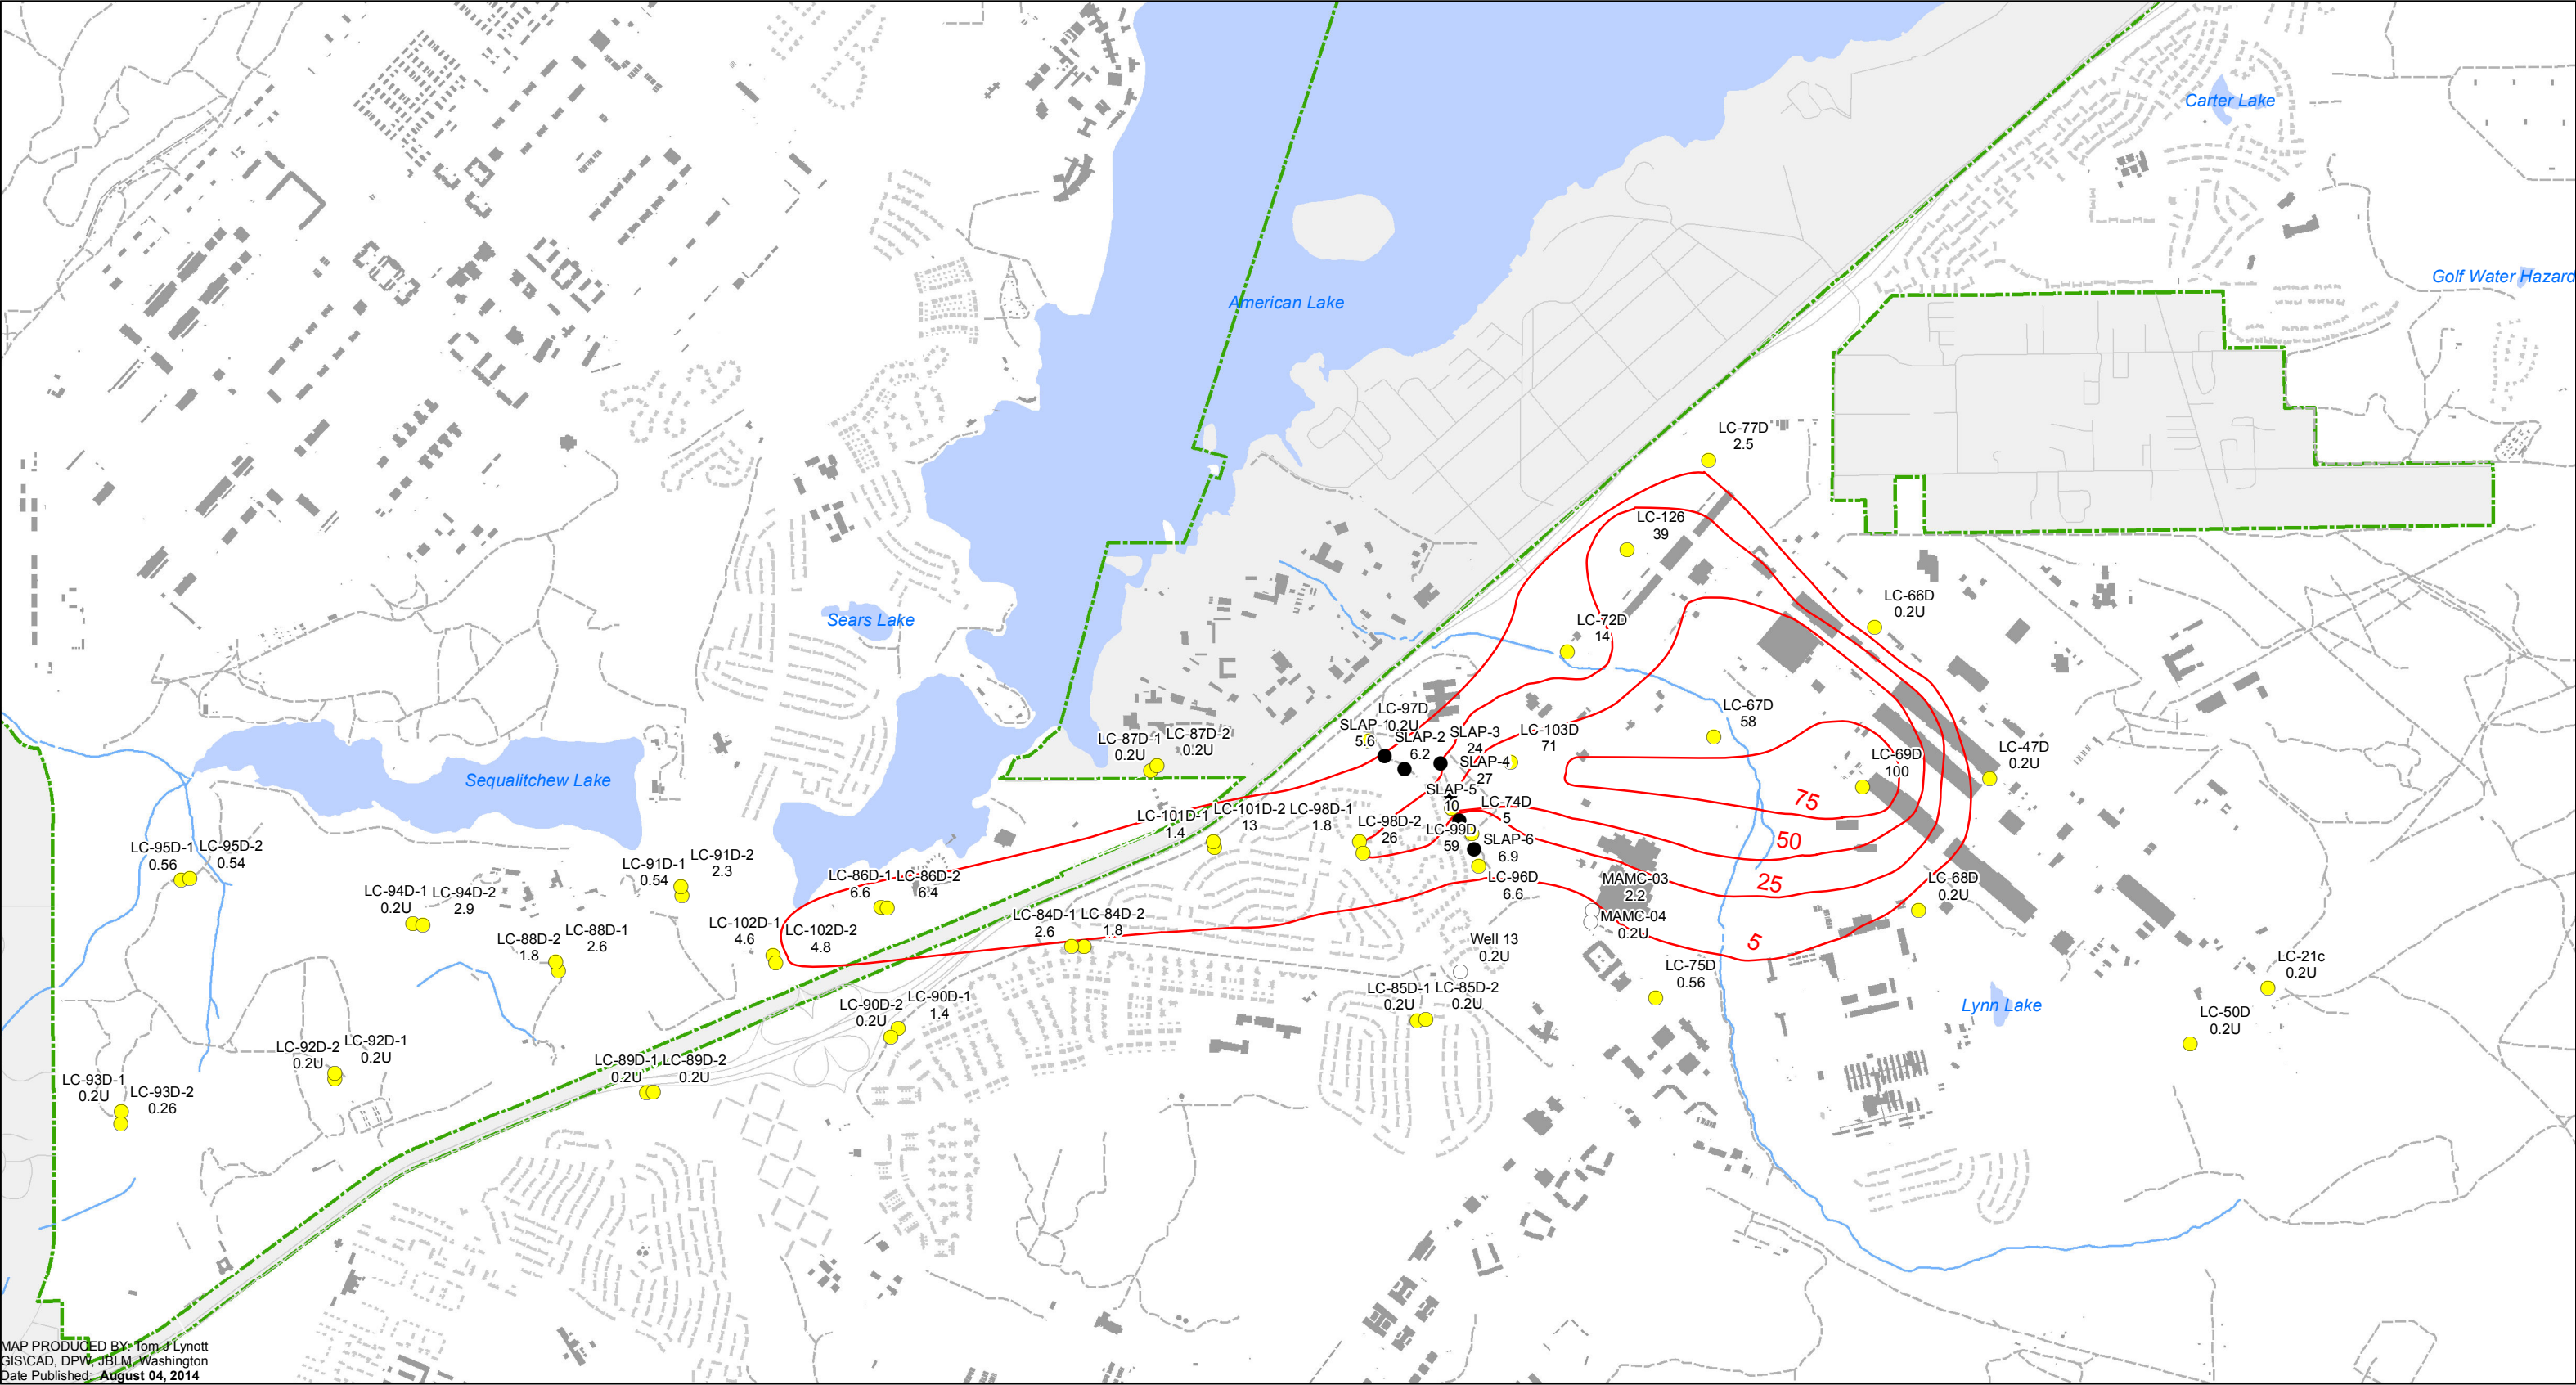 Carter Lake
Golf Water Hazard
American Lake
LC-77D
2.5
LC-126
39
LC-66D
0.2U
Sears Lake
LC-72D
14
LC-97D
0.2U
SLAP-1
5.6
SLAP-2
6.2
SLAP-3
24
LC-103D
71
LC-67D
58
LC-87D-1
0.2U
LC-87D-2
0.2U
SLAP-4
27
LC-69D
100
LC-47D
0.2U
Sequalitchew Lake
SLAP-5
10
LC-74D
5
75
LC-101D-1
1.4
LC-101D-2
13
LC-98D-1
1.8
LC-98D-2
26
LC-99D
59
SLAP-6
6.9
50
LC-95D-1
0.56
LC-95D-2
0.54
LC-91D-1
0.54
LC-91D-2
2.3
LC-86D-1
6.6
LC-86D-2
6.4
LC-96D
6.6
MAMC-03
2.2
25
LC-68D
0.2U
LC-94D-1
0.2U
LC-94D-2
2.9
LC-84D-1
2.6
LC-84D-2
1.8
MAMC-04
0.2U
LC-88D-2
1.8
LC-88D-1
2.6
LC-102D-1
4.6
LC-102D-2
4.8
Well 13
0.2U
5
LC-75D
0.56
LC-21c
0.2U
LC-90D-2
0.2U
LC-90D-1
1.4
LC-85D-1
0.2U
LC-85D-2
0.2U
Lynn Lake
LC-50D
0.2U
LC-92D-2
0.2U
LC-92D-1
0.2U
LC-89D-1
0.2U
LC-89D-2
0.2U
LC-93D-1
0.2U
LC-93D-2
0.26
MAP PRODUCED BY: Tom J Lynott
GIS\CAD, DPW, JBLM, Washington
Date Published: August 04, 2014